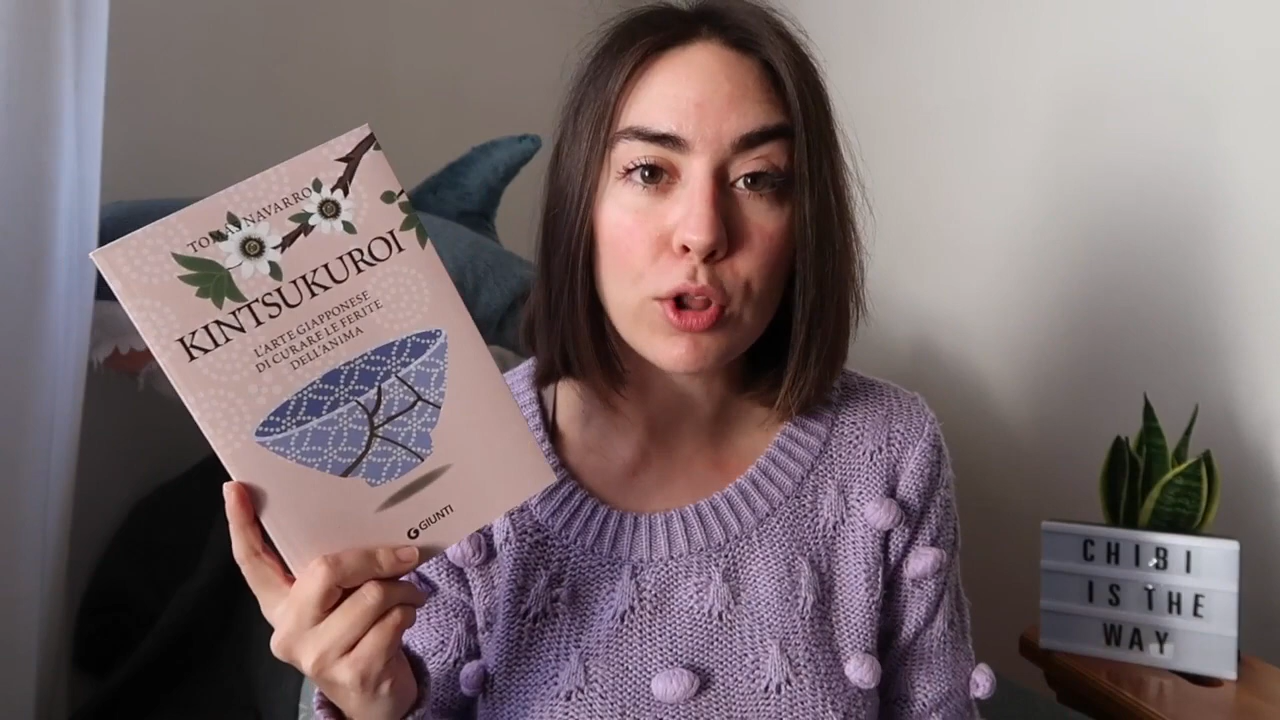 TOMÁS NAVARRO
KINTSUKUROI
L'ARTE GIAPPONESE
DI CURARE LE FERITE
DELL'ANIMA
GIUNTI
CHIBI
IS THE
WAY